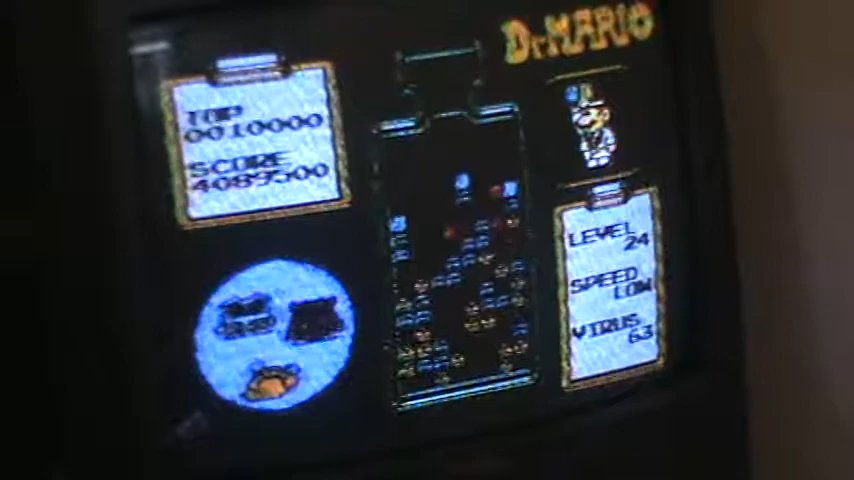 Dr.MARIO
TOP
0010000
SCORE
4089500
LEVEL
24
SPEED
LOW
VIRUS
63